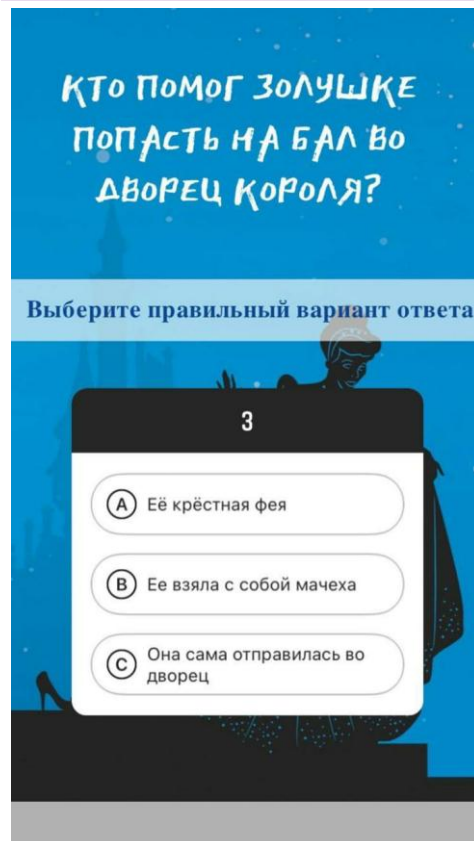 КТО ПОМОГ ЗОЛУШКЕ
ПОПАСТЬ НА БАЛ ВО
ДВОРЕЦ КОРОЛЯ?
Выберите правильный вариант ответа
3
A Её крёстная фея
B Ее взяла с собой мачеха
C Она сама отправилась во
дворец